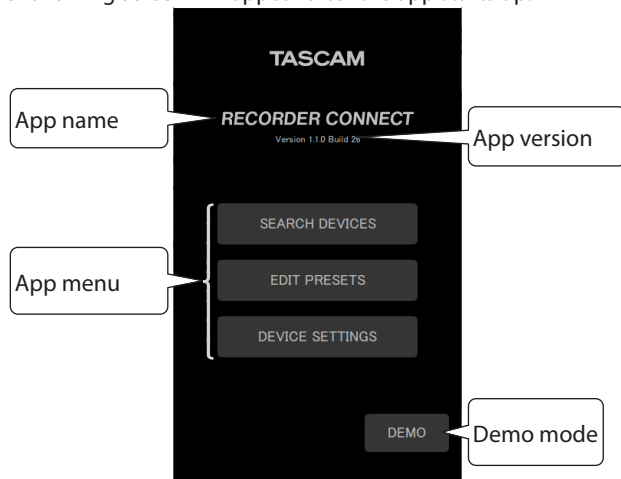 TASCAM
App name
RECORDER CONNECT
Version 1.1.0 Build 26
App version
SEARCH DEVICES
App menu
EDIT PRESETS
DEVICE SETTINGS
DEMO
Demo mode